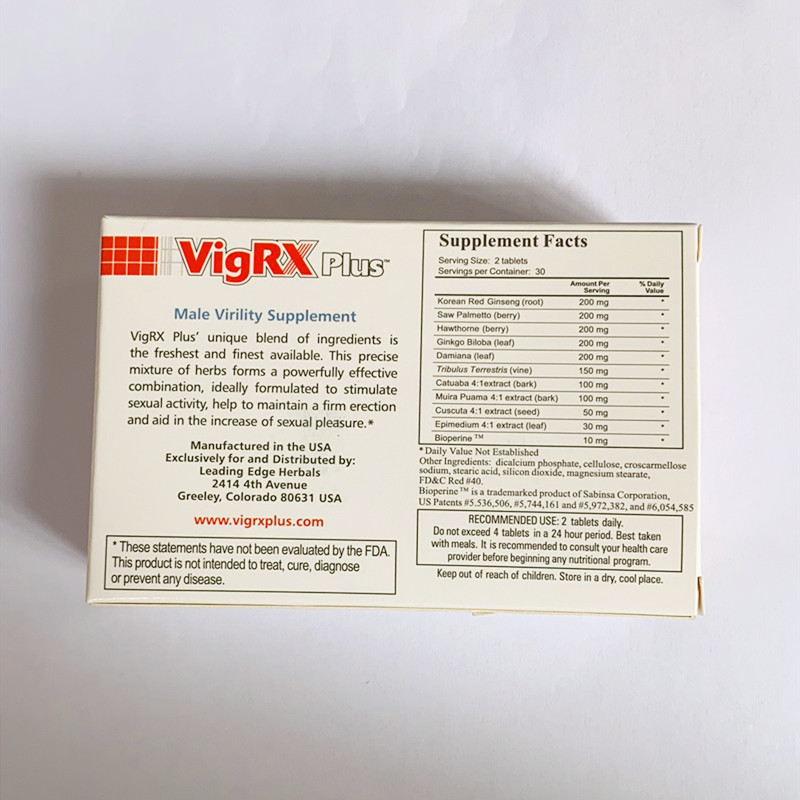 VigRX Plus™
Male Virility Supplement
VigRX Plus' unique blend of ingredients is
the freshest and finest available. This precise
mixture of herbs forms a powerfully effective
combination, ideally formulated to stimulate
sexual activity, help to maintain a firm erection
and aid in the increase of sexual pleasure.*
Manufactured in the USA
Exclusively for and Distributed by:
Leading Edge Herbals
2414 4th Avenue
Greeley, Colorado 80631 USA
www.vigrxplus.com
* These statements have not been evaluated by the FDA.
This product is not intended to treat, cure, diagnose
or prevent any disease.
Supplement Facts
Serving Size: 2 tablets
Servings per Container: 30
Amount Per Serving % Daily Value
Korean Red Ginseng (root) 200 mg *
Saw Palmetto (berry) 200 mg *
Hawthorne (berry) 200 mg *
Ginkgo Biloba (leaf) 200 mg *
Damiana (leaf) 200 mg *
Tribulus Terrestris (vine) 150 mg *
Catuaba 4:1extract (bark) 100 mg *
Muira Puama 4:1 extract (bark) 100 mg *
Cuscuta 4:1 extract (seed) 50 mg *
Epimedium 4:1 extract (leaf) 30 mg *
Bioperine ™ 10 mg *
* Daily Value Not Established
Other Ingredients: dicalcium phosphate, cellulose, croscarmellose
sodium, stearic acid, silicon dioxide, magnesium stearate,
FD&C Red #40.
Bioperine ™ is a trademarked product of Sabinsa Corporation,
US Patents #5.536,506, #5,744,161 and #5,972,382, and #6,054,585
RECOMMENDED USE: 2 tablets daily.
Do not exceed 4 tablets in a 24 hour period. Best taken
with meals. It is recommended to consult your health care
provider before beginning any nutritional program.
Keep out of reach of children. Store in a dry, cool place.